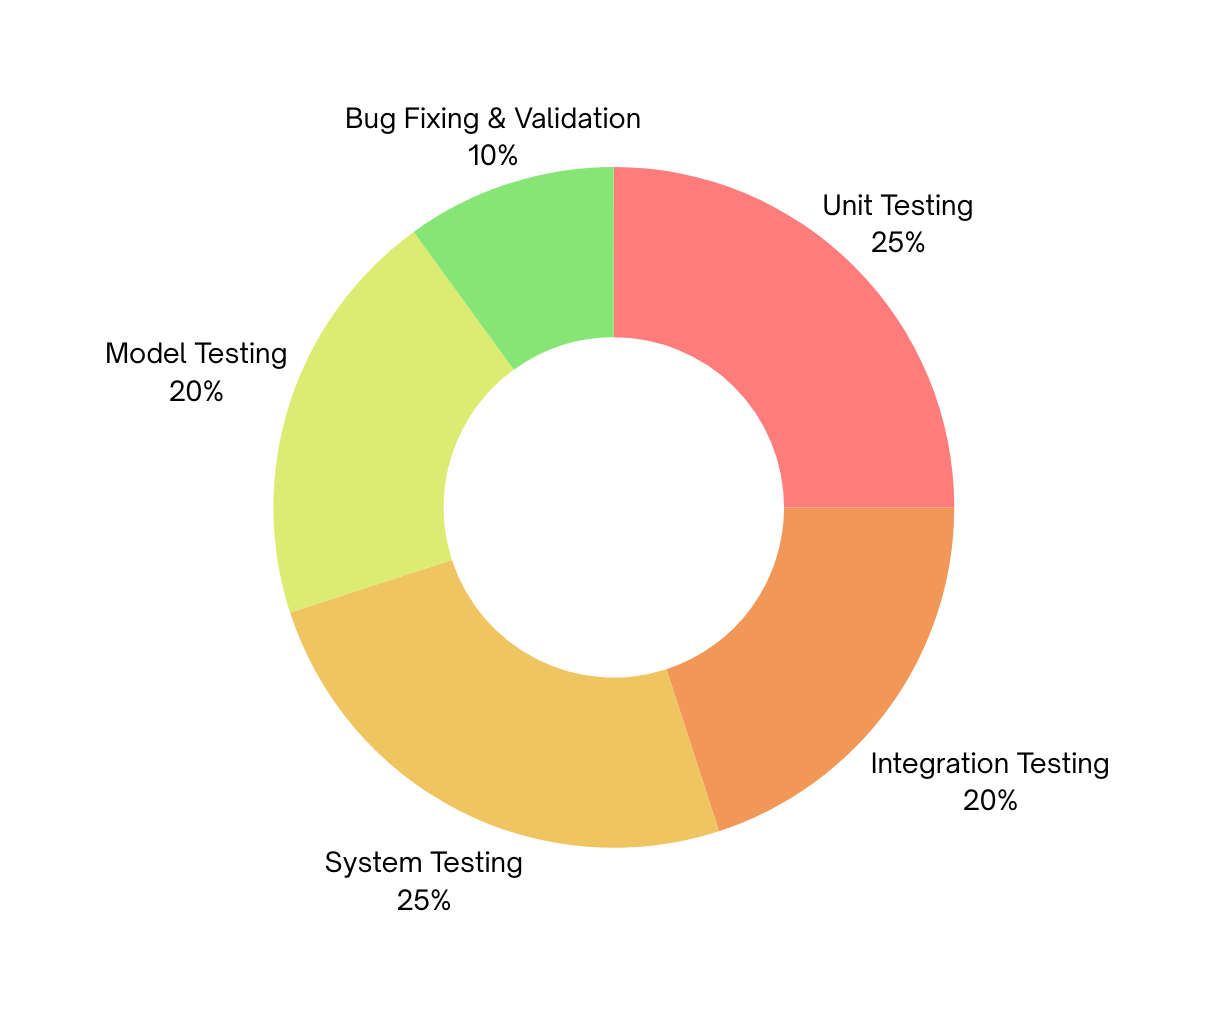 Bug Fixing & Validation
10%
Unit Testing
25%
Model Testing
20%
Integration Testing
20%
System Testing
25%